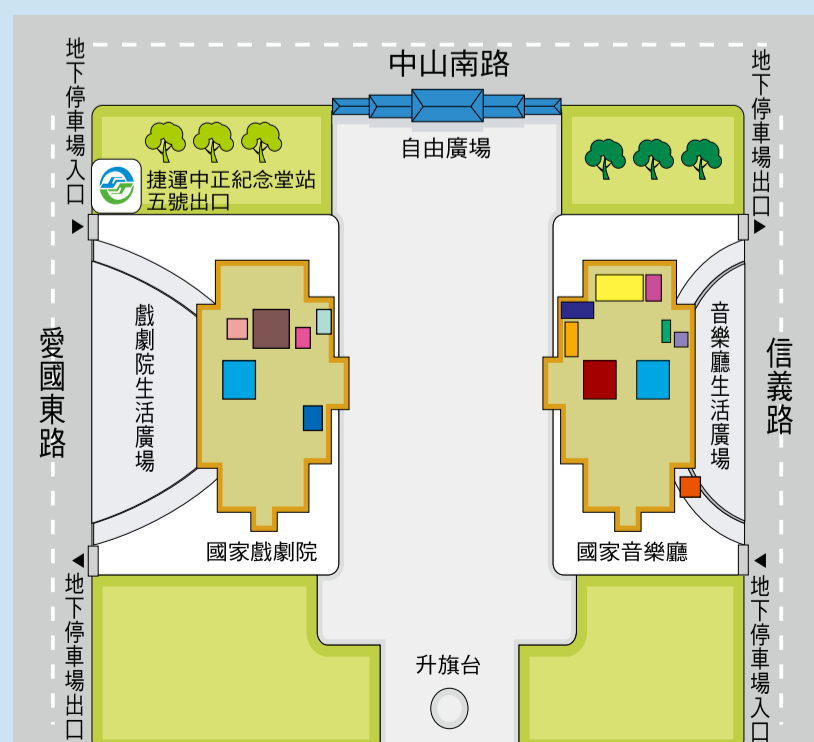 中山南路
地下停車場入口
地下停車場出口
自由廣場
捷運中正紀念堂站
五號出口
愛國東路
戲劇院生活廣場
音樂廳生活廣場
信義路
國家戲劇院
國家音樂廳
地下停車場出口
地下停車場入口
升旗台